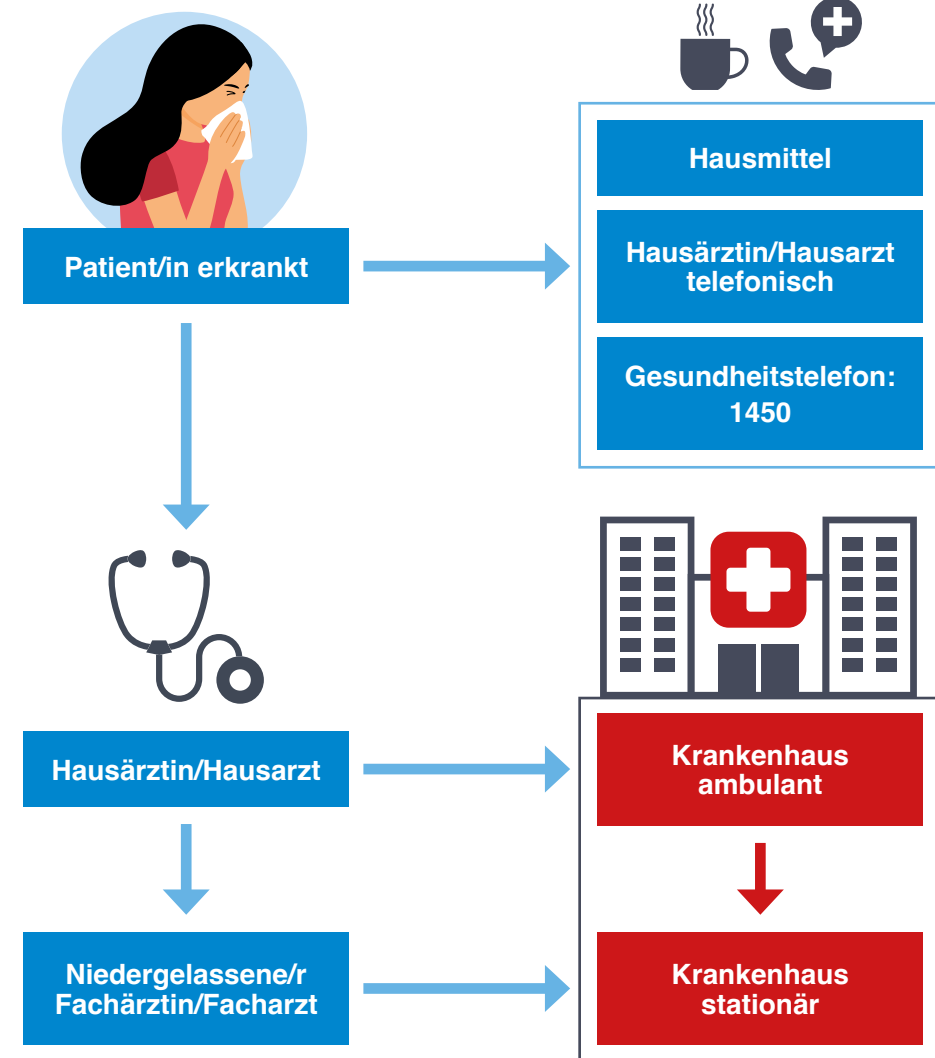 Patient/in erkrankt
Hausmittel
Hausärztin/Hausarzt
telefonisch
Gesundheitstelefon:
1450
Hausärztin/Hausarzt
Krankenhaus
ambulant
Niedergelassene/r
Fachärztin/Facharzt
Krankenhaus
stationär